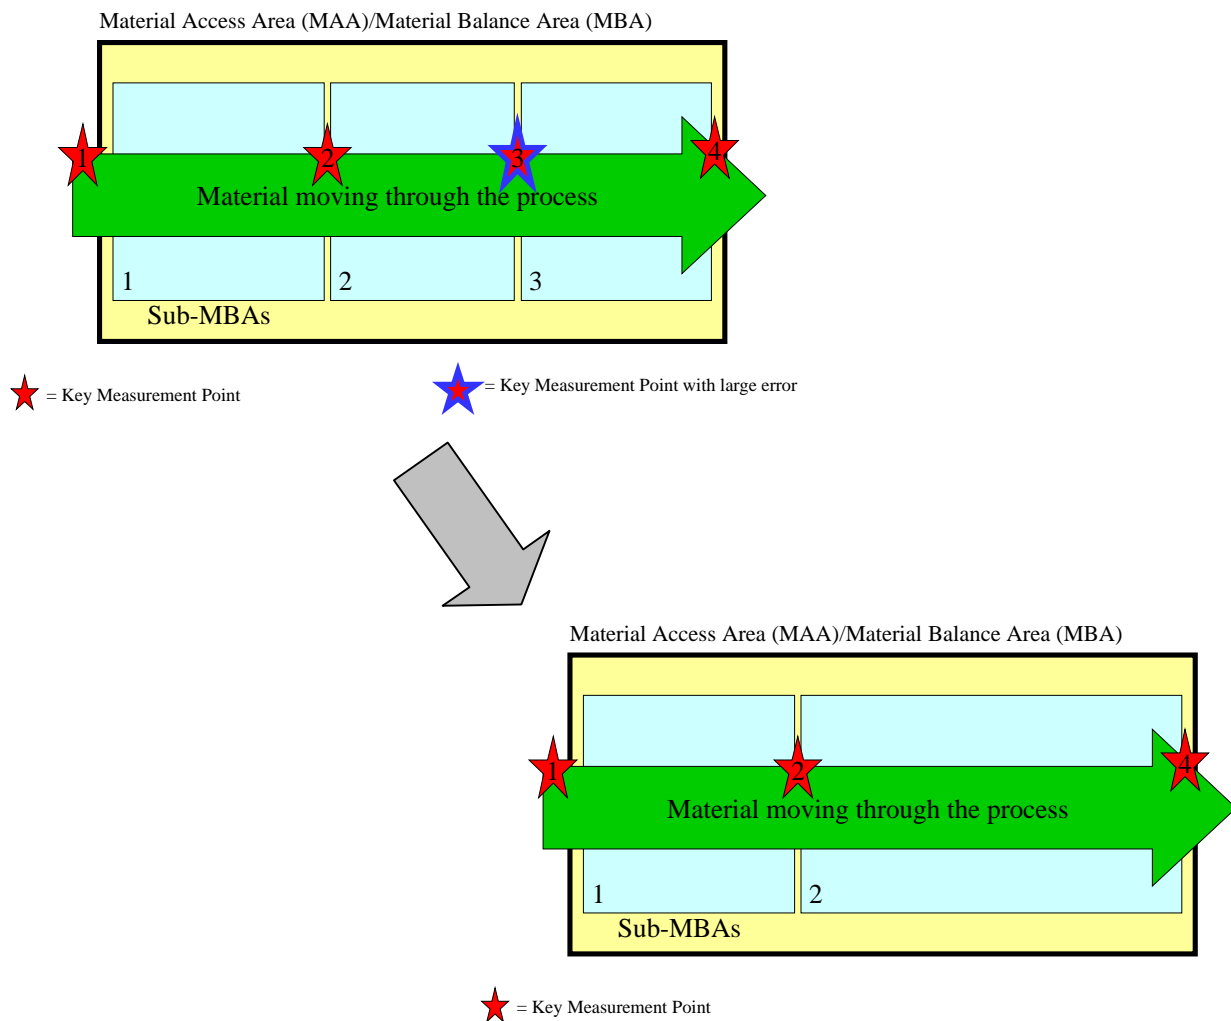 Material Access Area (MAA)/Material Balance Area (MBA)
1
2
3
4
Material moving through the process
1
2
3
Sub-MBAs
= Key Measurement Point
= Key Measurement Point with large error
Material Access Area (MAA)/Material Balance Area (MBA)
1
2
4
Material moving through the process
1
2
Sub-MBAs
= Key Measurement Point